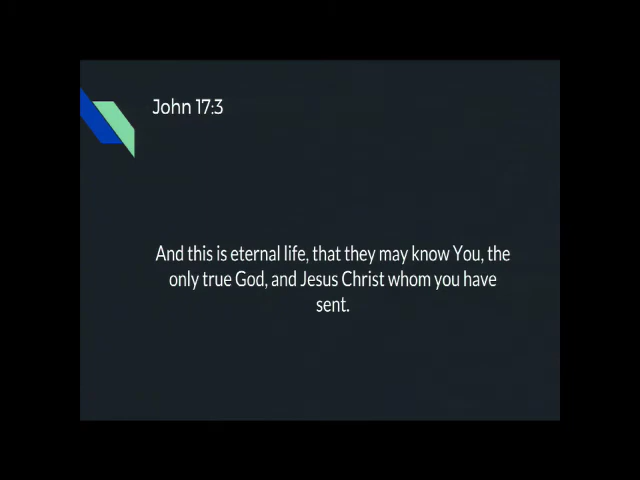 John 17:3
And this is eternal life, that they may know You, the
only true God, and Jesus Christ whom you have
sent.